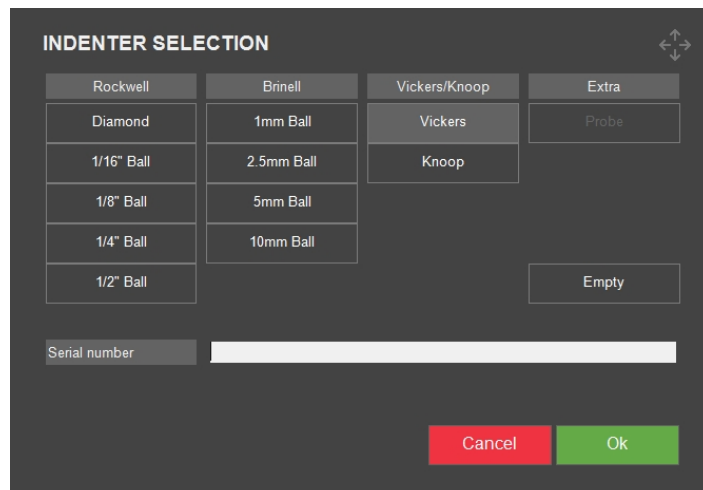 INDENTER SELECTION
Rockwell Brinell Vickers/Knoop Extra
Diamond 1mm Ball Vickers Probe
1/16" Ball 2.5mm Ball Knoop
1/8" Ball 5mm Ball
1/4" Ball 10mm Ball
1/2" Ball Empty
Serial number
Cancel Ok